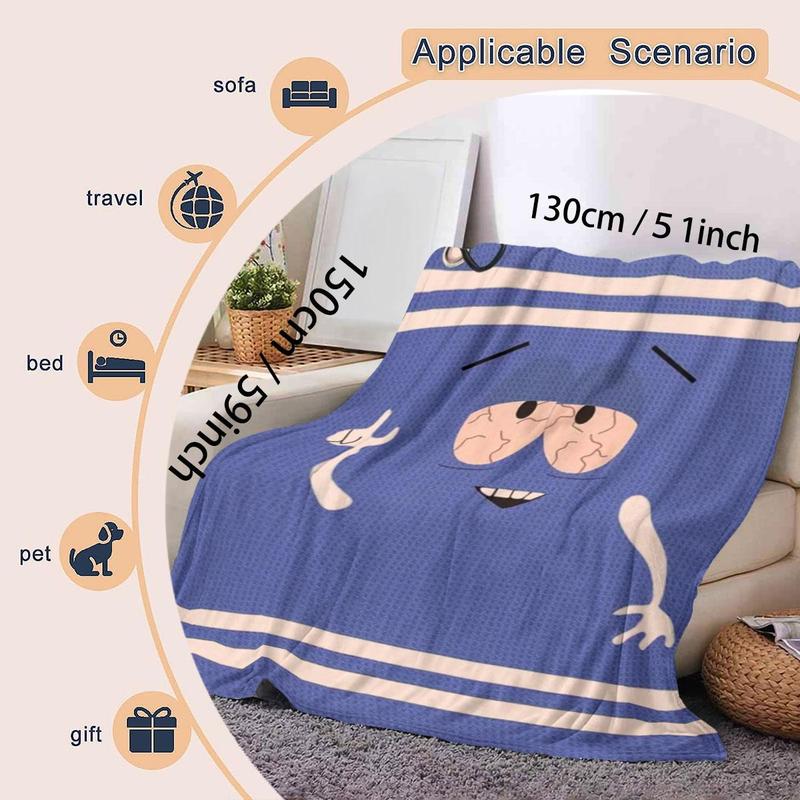 Applicable Scenario
sofa
travel
130cm / 5 1inch
150cm / 59inch
bed
pet
gift